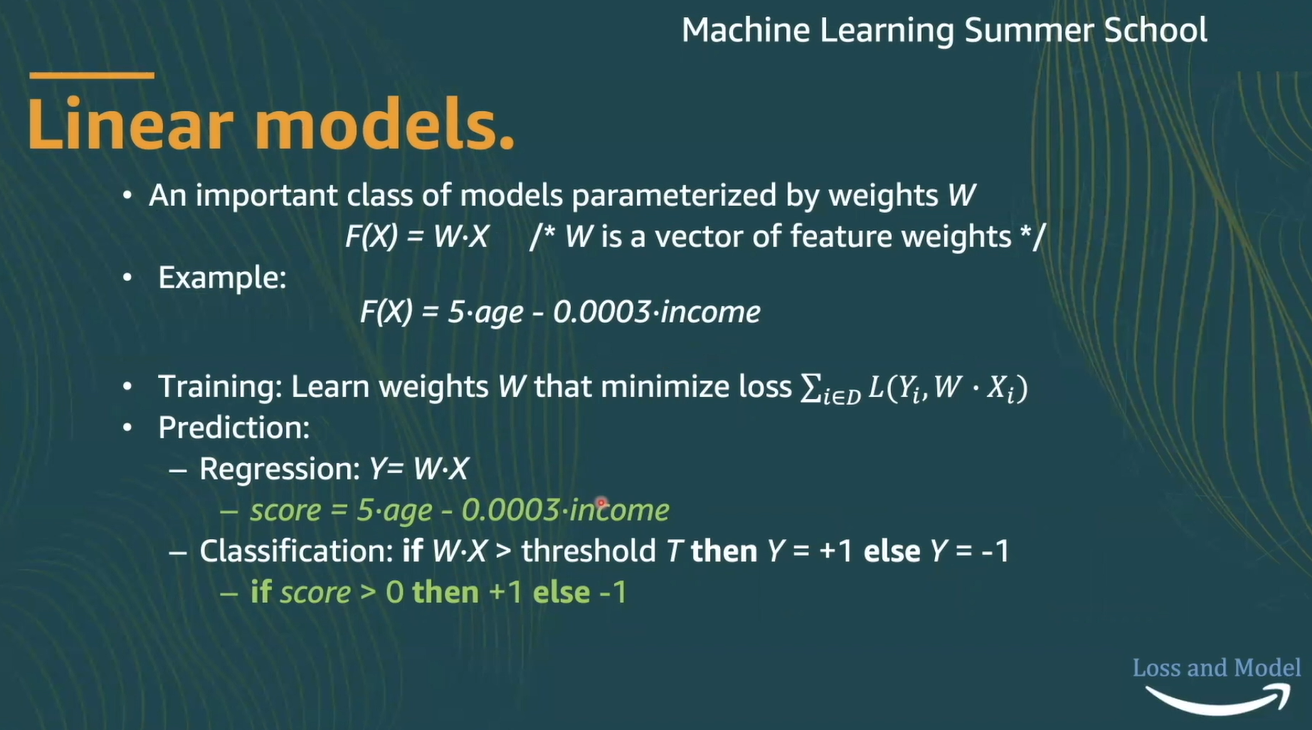 Machine Learning Summer School
Linear models.
• An important class of models parameterized by weights W
F(X) = W·X /* W is a vector of feature weights */
• Example:
F(X) = 5·age - 0.0003·income
• Training: Learn weights W that minimize loss ∑_{i∈D} L(Y_i, W · X_i)
• Prediction:
– Regression: Y= W·X
– score = 5·age - 0.0003·income
– Classification: if W·X > threshold T then Y = +1 else Y = -1
– if score > 0 then +1 else -1
Loss and Model